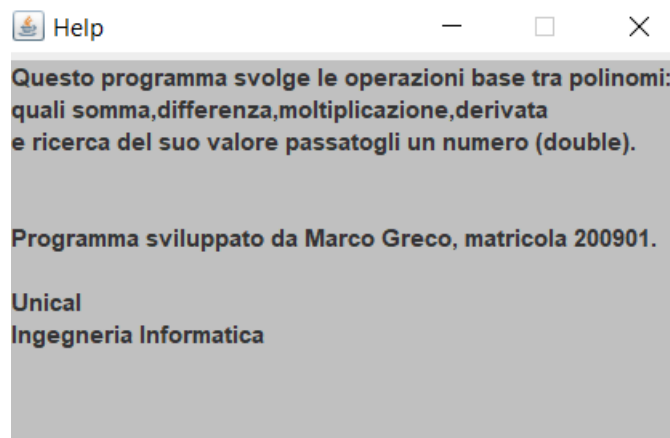 Help
Questo programma svolge le operazioni base tra polinomi:
quali somma,differenza,moltiplicazione,derivata
e ricerca del suo valore passatogli un numero (double).
Programma sviluppato da Marco Greco, matricola 200901.
Unical
Ingegneria Informatica